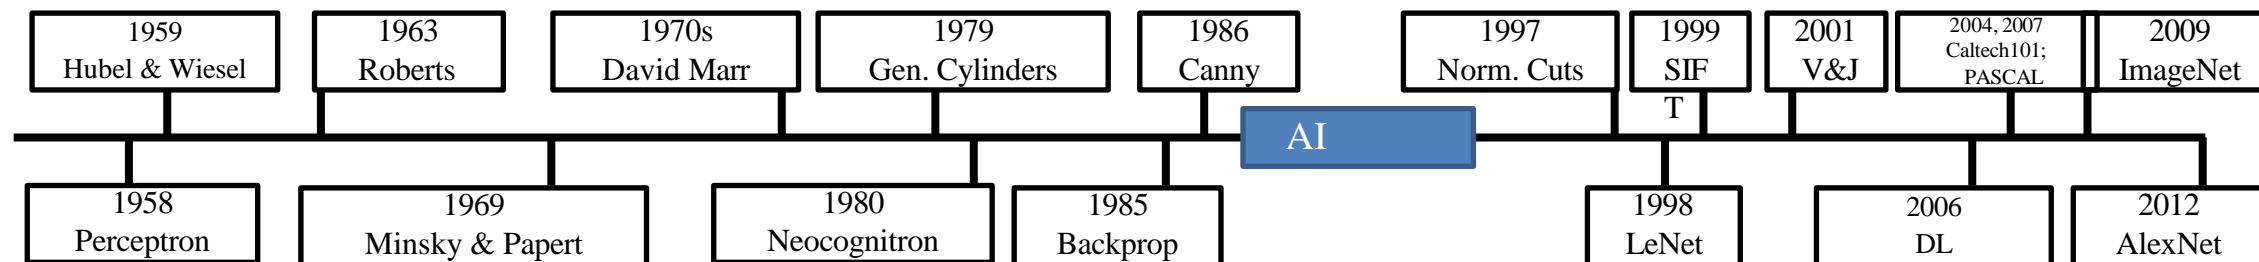 1959
Hubel & Wiesel
1963
Roberts
1970s
David Marr
1979
Gen. Cylinders
1986
Canny
1997
Norm. Cuts
1999
SIF
T
2001
V&J
2004, 2007
Caltech101;
PASCAL
2009
ImageNet
AI
1958
Perceptron
1969
Minsky & Papert
1980
Neocognitron
1985
Backprop
1998
LeNet
2006
DL
2012
AlexNet